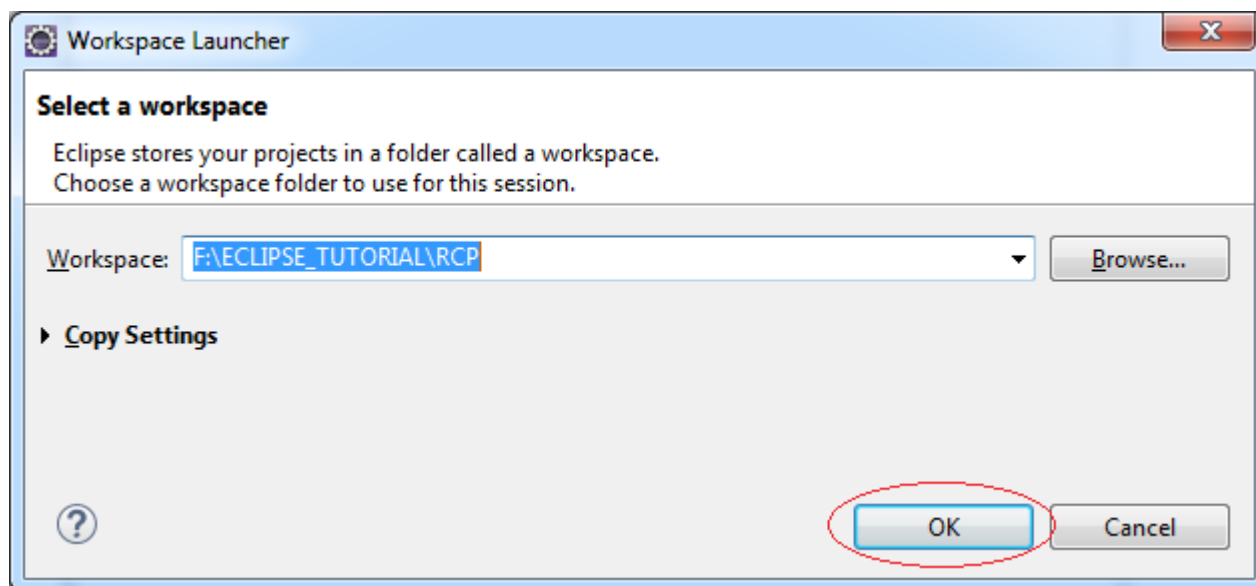 Workspace Launcher
Select a workspace
Eclipse stores your projects in a folder called a workspace.
Choose a workspace folder to use for this session.
Workspace: F:\ECLIPSE_TUTORIAL\RCP Browse...
Copy Settings
? OK Cancel